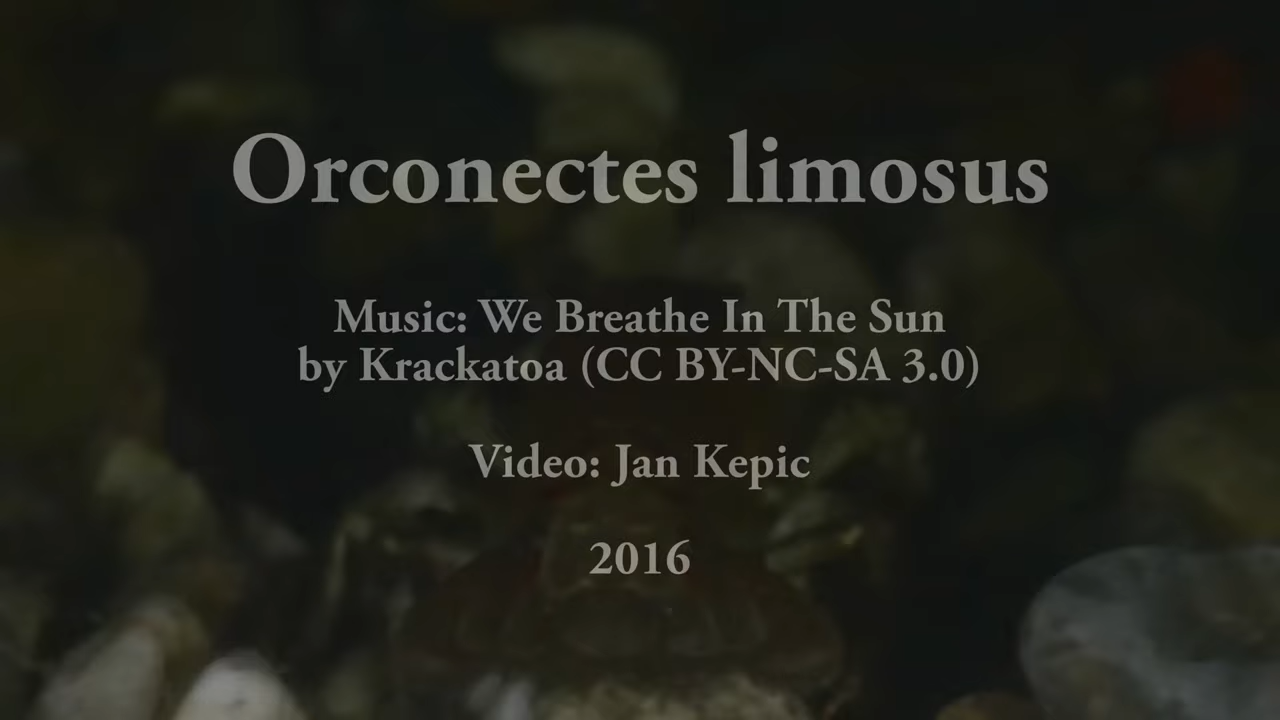 Orconectes limosus
Music: We Breathe In The Sun
by Krackatoa (CC BY-NC-SA 3.0)
Video: Jan Kepic
2016